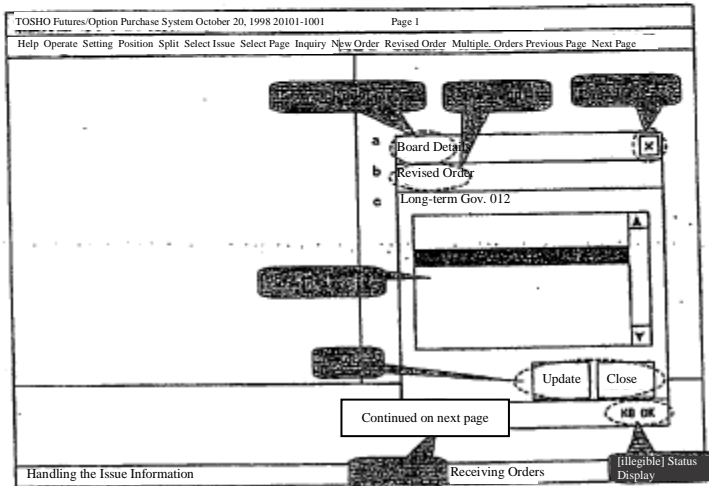 TOSHO Futures/Option Purchase System October 20, 1998 20101-1001 Page 1
Help Operate Setting Position Split Select Issue Select Page Inquiry New Order Revised Order Multiple. Orders Previous Page Next Page
a Board Details
b Revised Order
c Long-term Gov. 012
Update Close
Continued on next page
KB OK
[illegible] Status Display
Handling the Issue Information
Receiving Orders